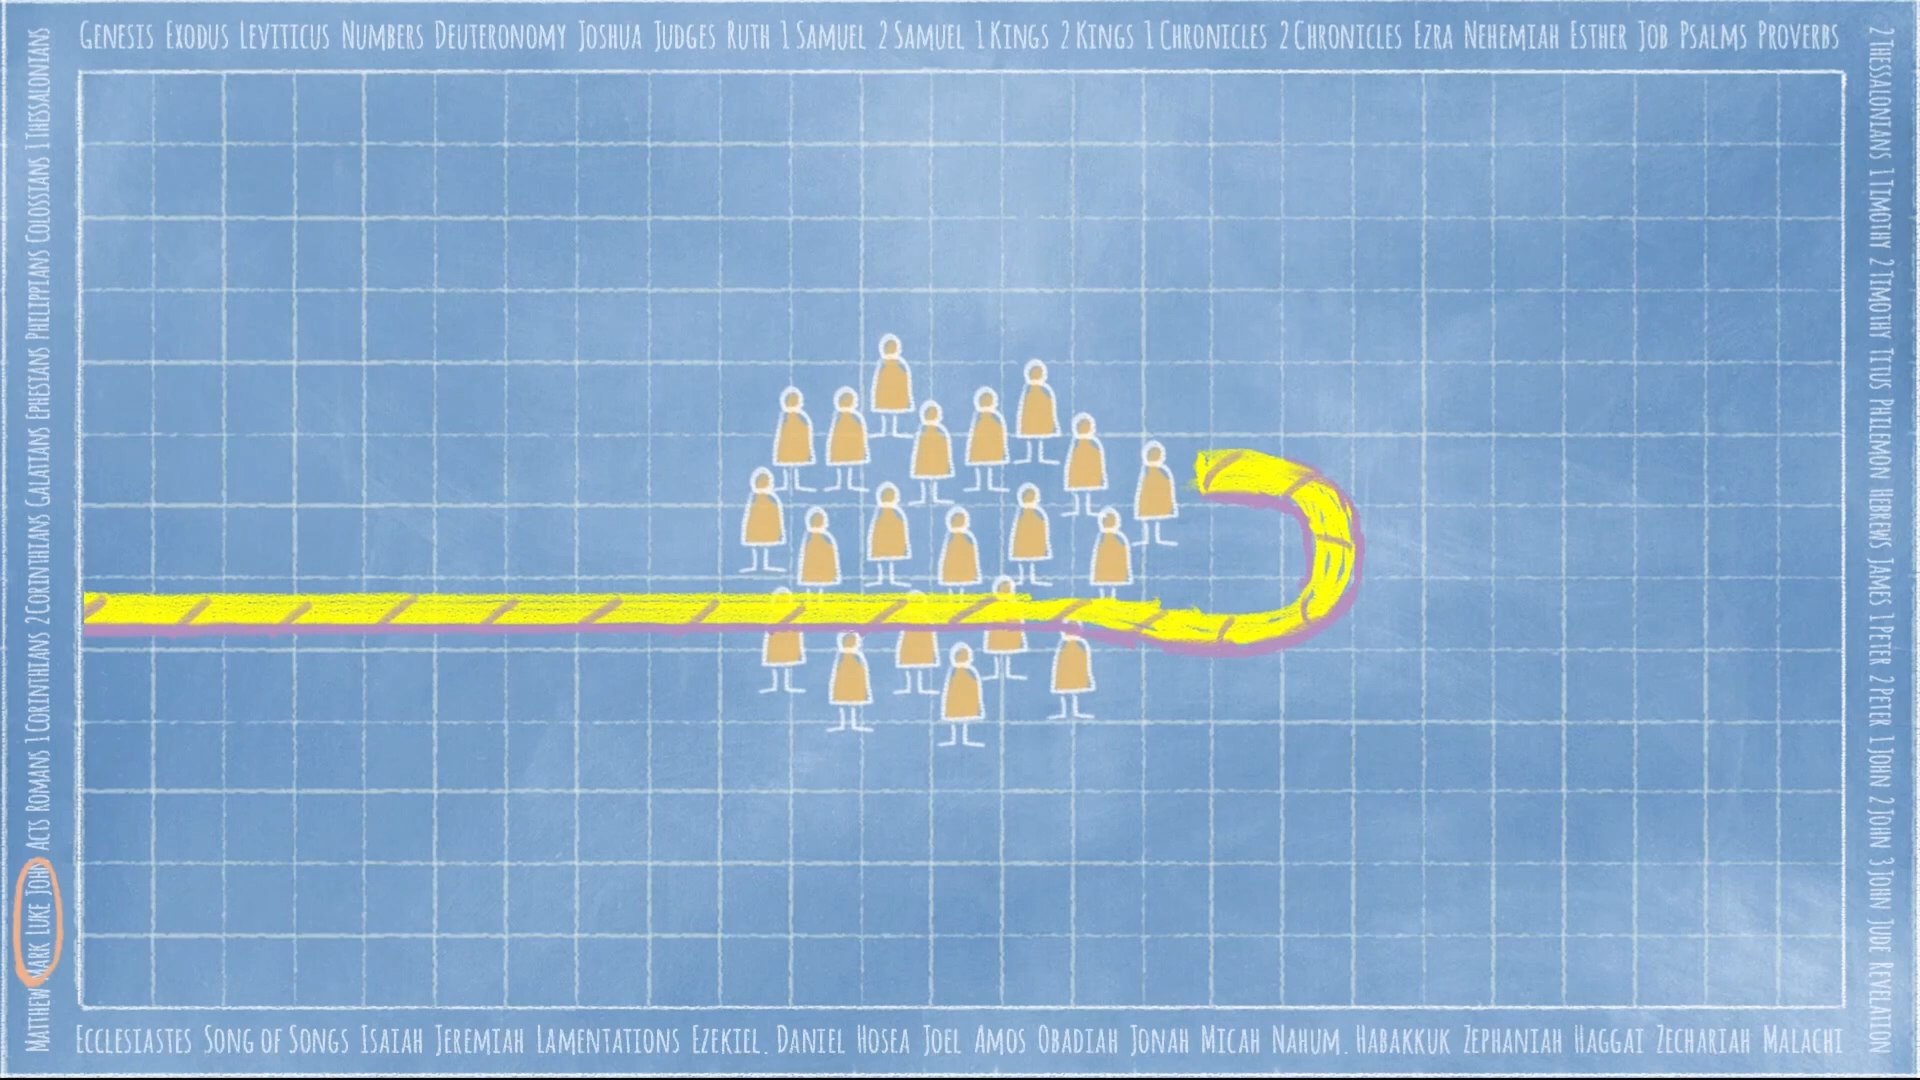 GENESIS EXODUS LEVITICUS NUMBERS DEUTERONOMY JOSHUA JUDGES RUTH 1 SAMUEL 2 SAMUEL 1 KINGS 2 KINGS 1 CHRONICLES 2 CHRONICLES EZRA NEHEMIAH ESTHER JOB PSALMS PROVERBS
ECCLESIASTES SONG OF SONGS ISAIAH JEREMIAH LAMENTATIONS EZEKIEL. DANIEL HOSEA JOEL AMOS OBADIAH JONAH MICAH NAHUM. HABAKKUK ZEPHANIAH HAGGAI ZECHARIAH MALACHI
MATTHEW MARK LUKE JOHN ACTS ROMANS 1 CORINTHIANS 2 CORINTHIANS GALATIANS EPHESIANS PHILIPPIANS COLOSSIANS 1 THESSALONIANS
2 THESSALONIANS 1 TIMOTHY 2 TIMOTHY TITUS PHILEMON HEBREWS JAMES 1 PETER 2 PETER 1 JOHN 2 JOHN 3 JOHN JUDE REVELATION